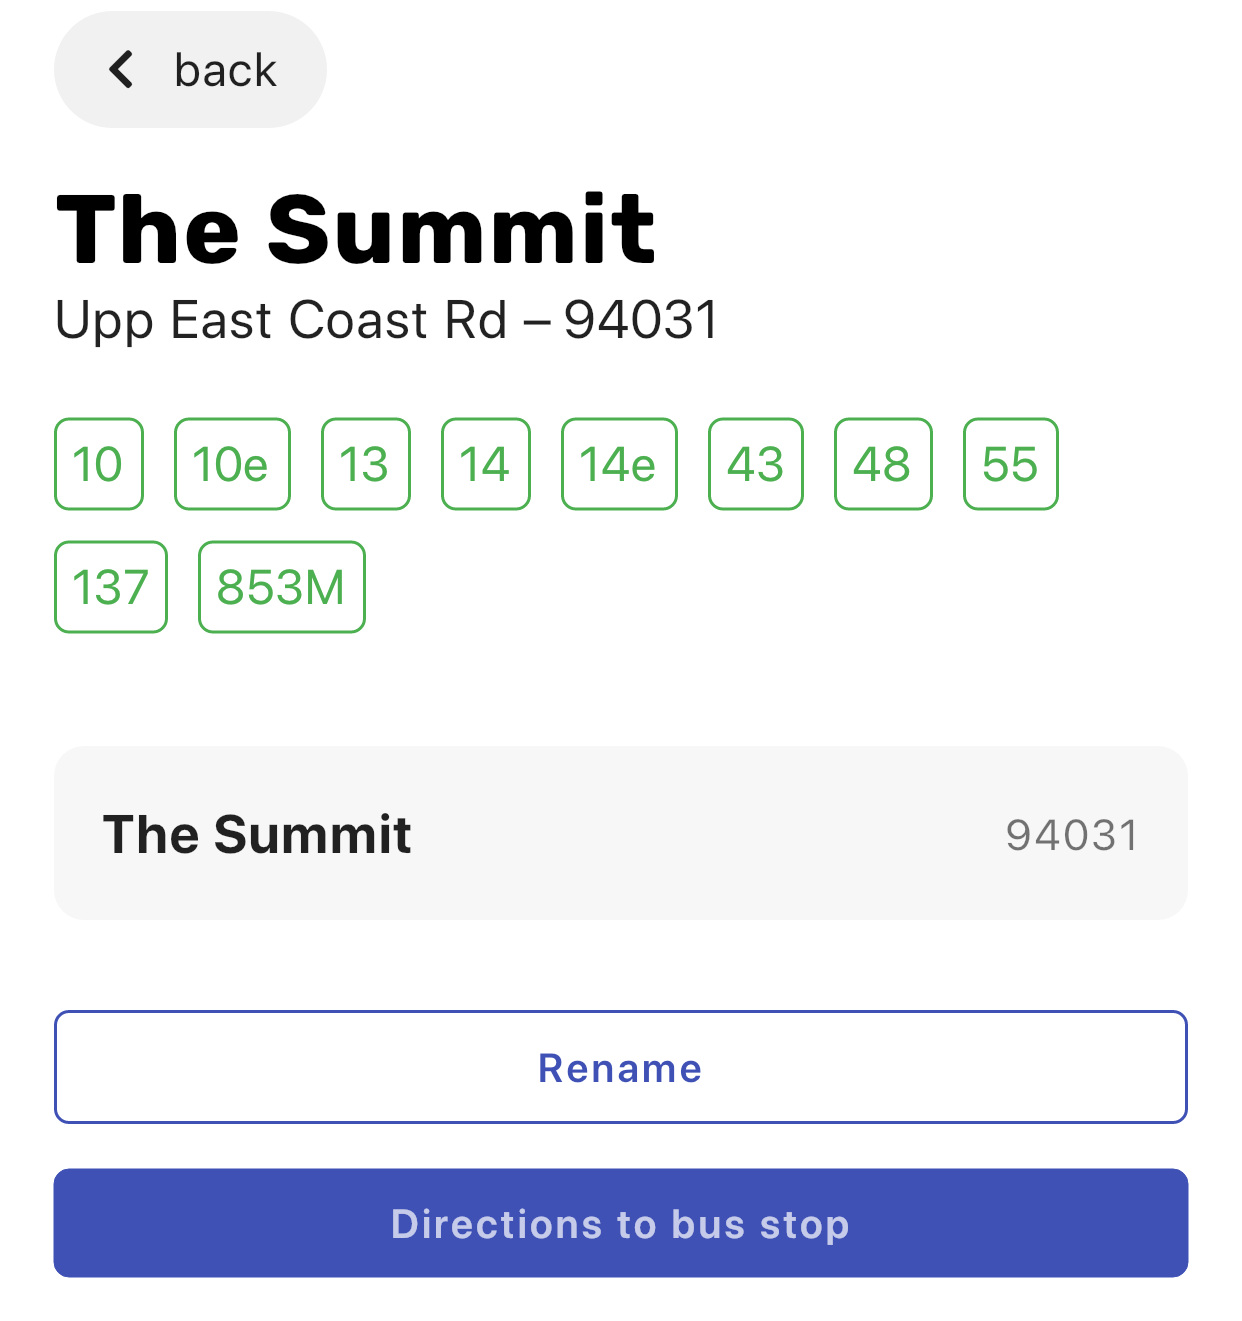 back
The Summit
Upp East Coast Rd – 94031
10 10e 13 14 14e 43 48 55
137 853M
The Summit 94031
Rename
Directions to bus stop